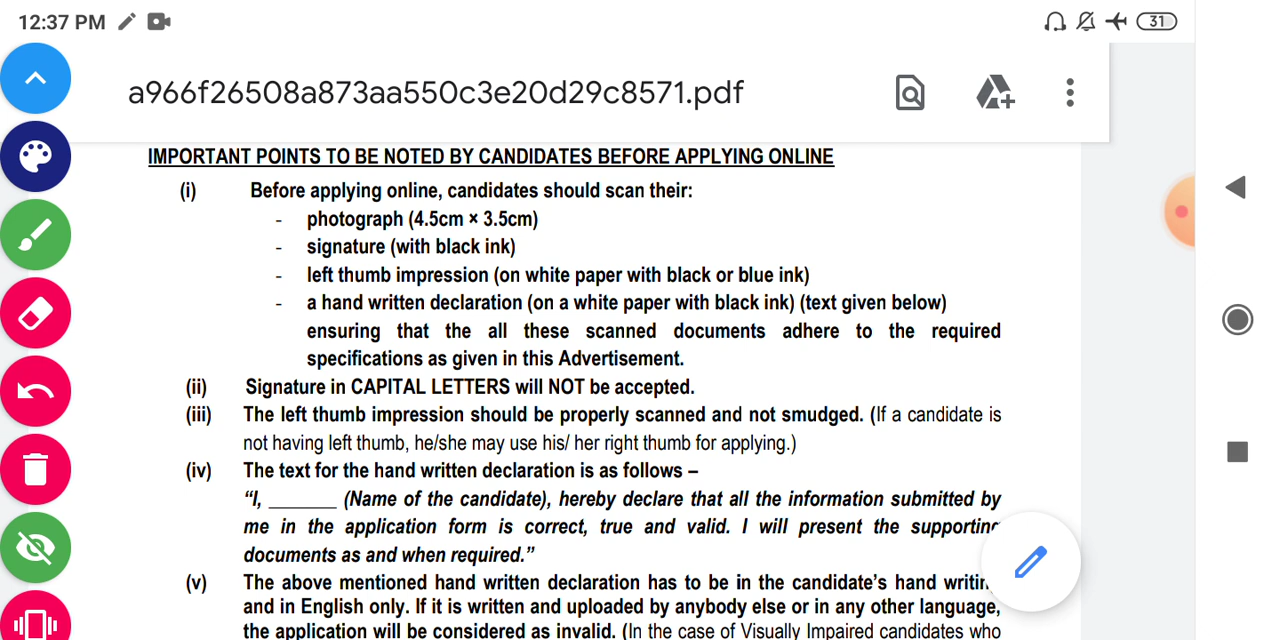 12:37 PM
31
a966f26508a873aa550c3e20d29c8571.pdf
IMPORTANT POINTS TO BE NOTED BY CANDIDATES BEFORE APPLYING ONLINE
(i) Before applying online, candidates should scan their:
- photograph (4.5cm × 3.5cm)
- signature (with black ink)
- left thumb impression (on white paper with black or blue ink)
- a hand written declaration (on a white paper with black ink) (text given below)
ensuring that the all these scanned documents adhere to the required
specifications as given in this Advertisement.
(ii) Signature in CAPITAL LETTERS will NOT be accepted.
(iii) The left thumb impression should be properly scanned and not smudged. (If a candidate is
not having left thumb, he/she may use his/ her right thumb for applying.)
(iv) The text for the hand written declaration is as follows –
“I, _______ (Name of the candidate), hereby declare that all the information submitted by
me in the application form is correct, true and valid. I will present the supporting
documents as and when required.”
(v) The above mentioned hand written declaration has to be in the candidate’s hand writing
and in English only. If it is written and uploaded by anybody else or in any other language,
the application will be considered as invalid. (In the case of Visually Impaired candidates who